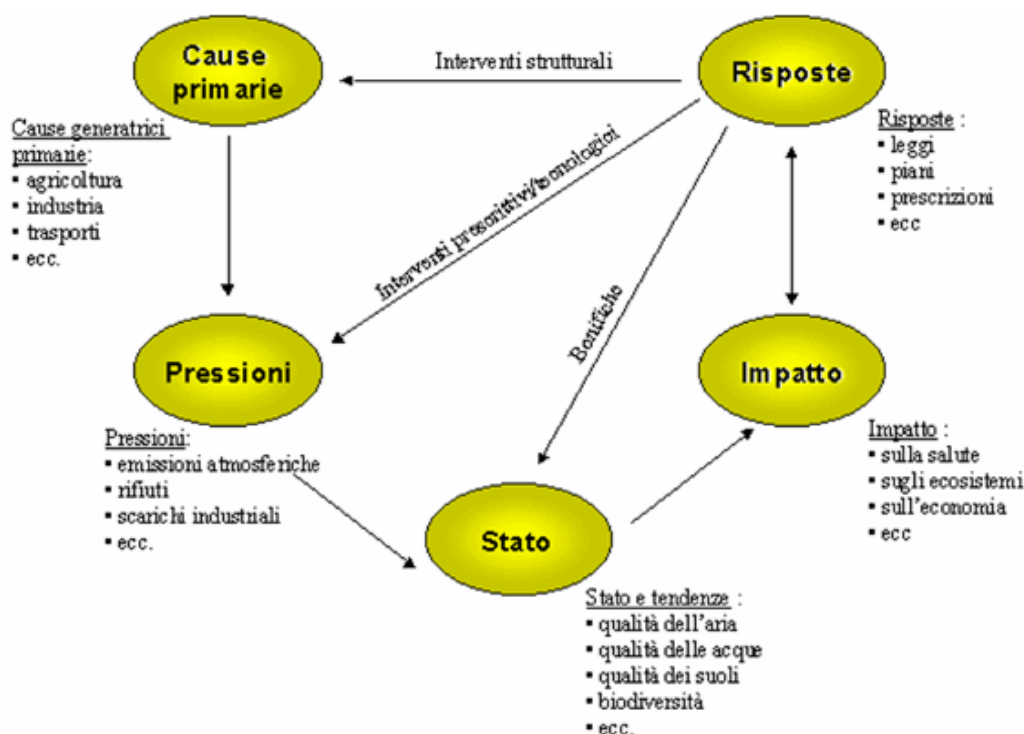 Cause
primarie
Interventi strutturali
Risposte
Cause generatrici
primarie:
▪ agricoltura
▪ industria
▪ trasporti
▪ ecc.
Risposte :
▪ leggi
▪ piani
▪ prescrizioni
▪ ecc
Interventi prescrittivi/tecnologici
Bonifiche
Pressioni
Impatto
Pressioni:
▪ emissioni atmosferiche
▪ rifiuti
▪ scarichi industriali
▪ ecc.
Impatto :
▪ sulla salute
▪ sugli ecosistemi
▪ sull'economia
▪ ecc
Stato
Stato e tendenze :
▪ qualità dell'aria
▪ qualità delle acque
▪ qualità dei suoli
▪ biodiversità
▪ ecc.